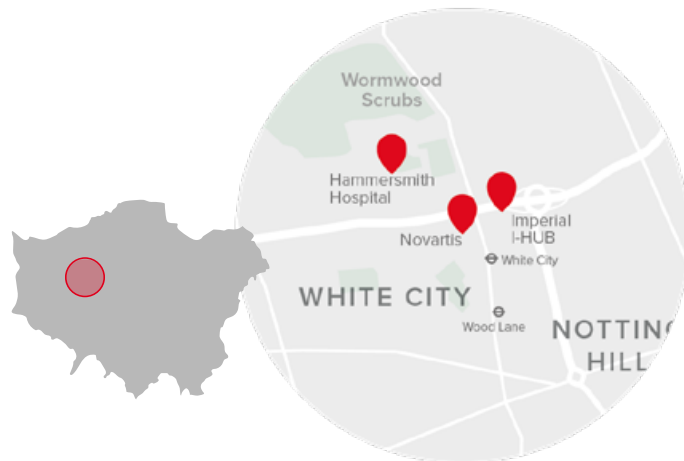 Wormwood
Scrubs
Hammersmith
Hospital
Imperial
I-HUB
Novartis
White City
WHITE CITY
Wood Lane
NOTTING
HILL